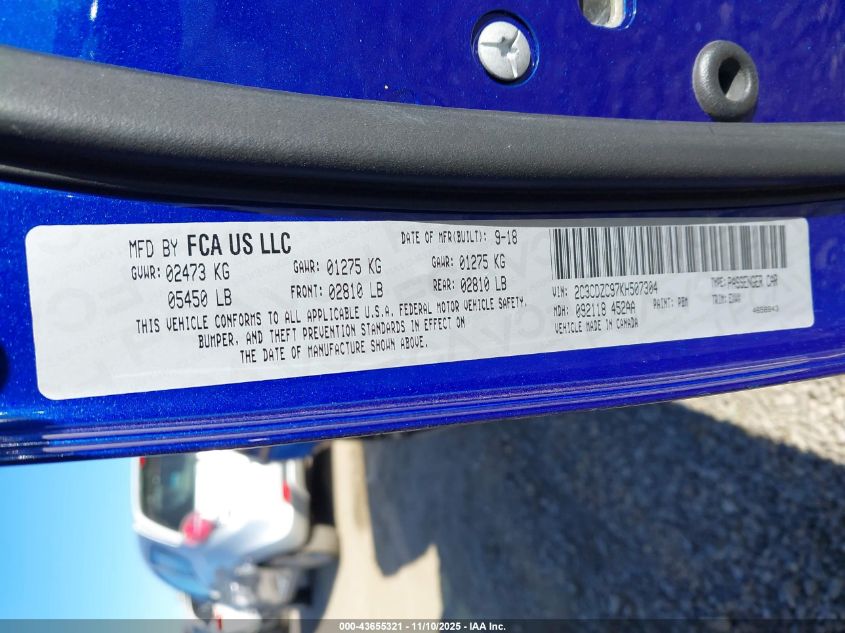 MFD BY FCA US LLC
DATE OF MFR(BUILT): 9-18
GVWR: 02473 KG GAWR: 01275 KG GAWR: 01275 KG
05450 LB FRONT: 02810 LB REAR: 02810 LB
THIS VEHICLE CONFORMS TO ALL APPLICABLE U.S.A. FEDERAL MOTOR VEHICLE SAFETY,
BUMPER, AND THEFT PREVENTION STANDARDS IN EFFECT ON
THE DATE OF MANUFACTURE SHOWN ABOVE.
VIN: 2C3CDZC97KH507304 TYPE: PASSENGER CAR
MDH: 092118 452AA PAINT: PBM TRIM:
VEHICLE MADE IN CANADA
000-43655321 | 11/10/2025 | IAA Inc.